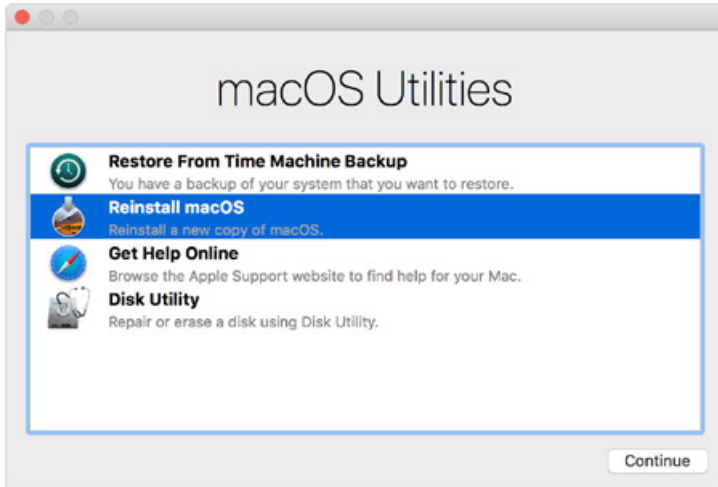 macOS Utilities
Restore From Time Machine Backup
You have a backup of your system that you want to restore.
Reinstall macOS
Reinstall a new copy of macOS.
Get Help Online
Browse the Apple Support website to find help for your Mac.
Disk Utility
Repair or erase a disk using Disk Utility.
Continue